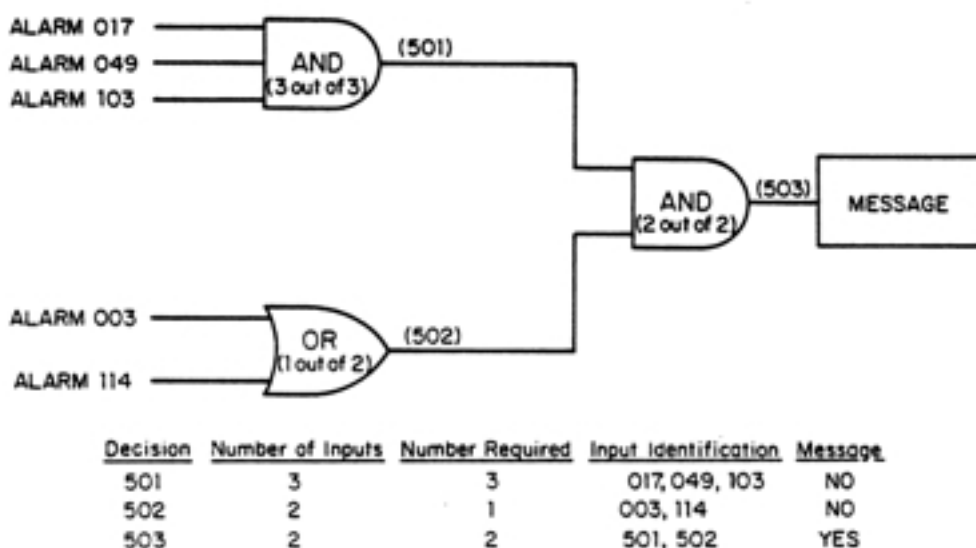 ALARM 017
ALARM 049
ALARM 103
AND
(3 out of 3)
(501)
AND
(2 out of 2)
(503)
MESSAGE
ALARM 003
ALARM 114
OR
(1 out of 2)
(502)
Decision Number of Inputs Number Required Input Identification Message
501 3 3 017, 049, 103 NO
502 2 1 003, 114 NO
503 2 2 501, 502 YES